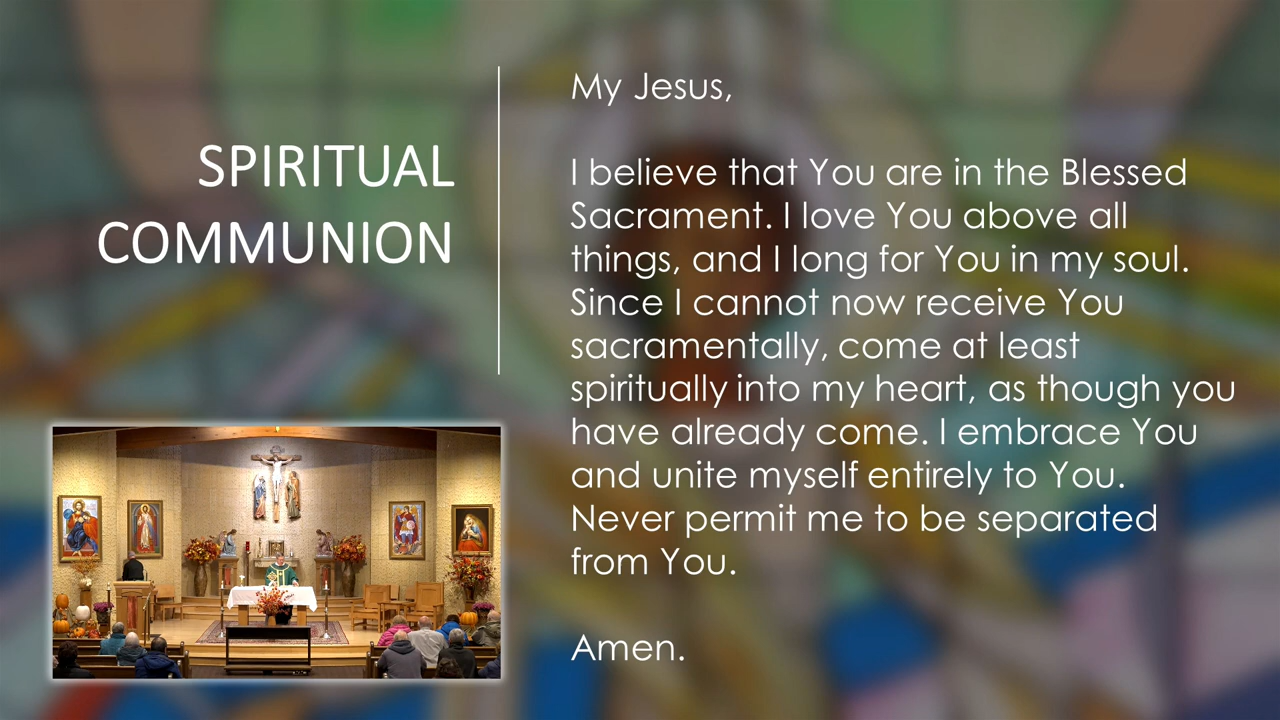 SPIRITUAL
COMMUNION
My Jesus,
I believe that You are in the Blessed
Sacrament. I love You above all
things, and I long for You in my soul.
Since I cannot now receive You
sacramentally, come at least
spiritually into my heart, as though you
have already come. I embrace You
and unite myself entirely to You.
Never permit me to be separated
from You.
Amen.